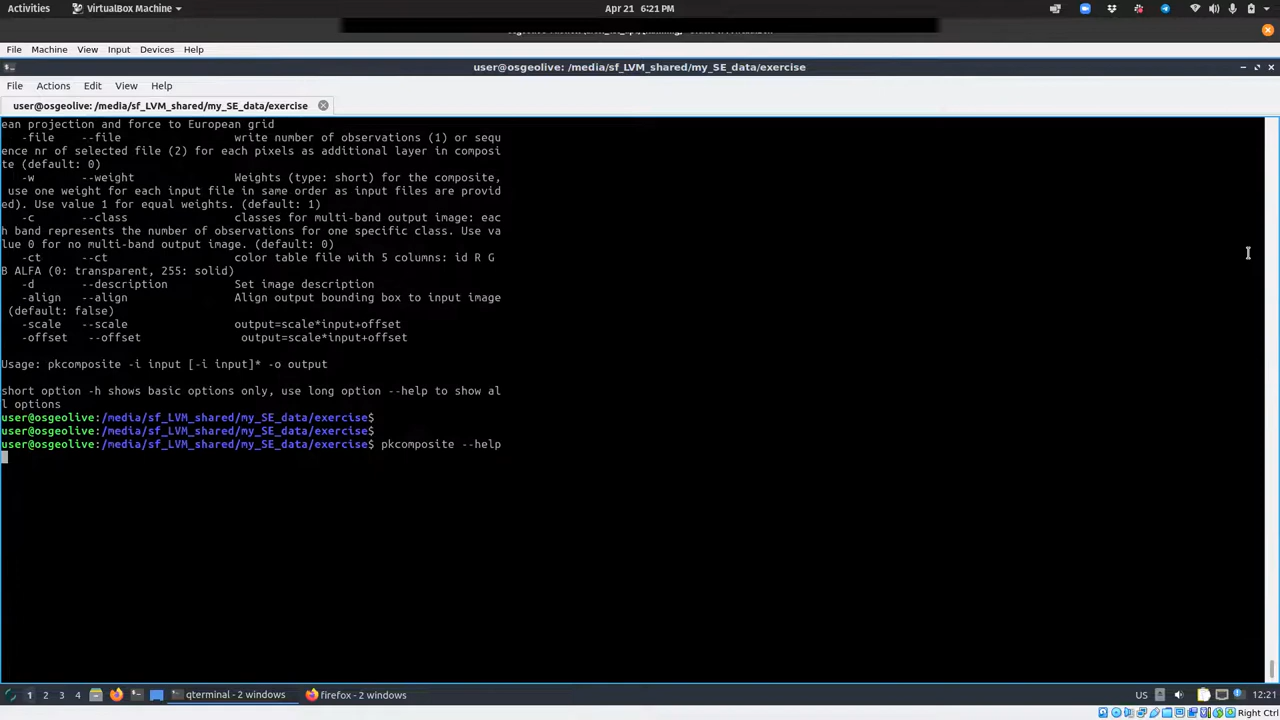 Activities
VirtualBox Machine
Apr 21 6:21 PM
File Machine View Input Devices Help
user@osgeolive: /media/sf_LVM_shared/my_SE_data/exercise
File Actions Edit View Help
user@osgeolive: /media/sf_LVM_shared/my_SE_data/exercise
ean projection and force to European grid
-file --file write number of observations (1) or sequ
ence nr of selected file (2) for each pixels as additional layer in composi
te (default: 0)
-w --weight Weights (type: short) for the composite,
use one weight for each input file in same order as input files are provid
ed). Use value 1 for equal weights. (default: 1)
-c --class classes for multi-band output image: eac
h band represents the number of observations for one specific class. Use va
lue 0 for no multi-band output image. (default: 0)
-ct --ct color table file with 5 columns: id R G
B ALFA (0: transparent, 255: solid)
-d --description Set image description
-align --align Align output bounding box to input image
(default: false)
-scale --scale output=scale*input+offset
-offset --offset output=scale*input+offset
Usage: pkcomposite -i input [-i input]* -o output
short option -h shows basic options only, use long option --help to show al
l options
user@osgeolive:/media/sf_LVM_shared/my_SE_data/exercise$
user@osgeolive:/media/sf_LVM_shared/my_SE_data/exercise$
user@osgeolive:/media/sf_LVM_shared/my_SE_data/exercise$ pkcomposite --help
1 2 3 4 qterminal - 2 windows firefox - 2 windows US 12:21
Right Ctrl